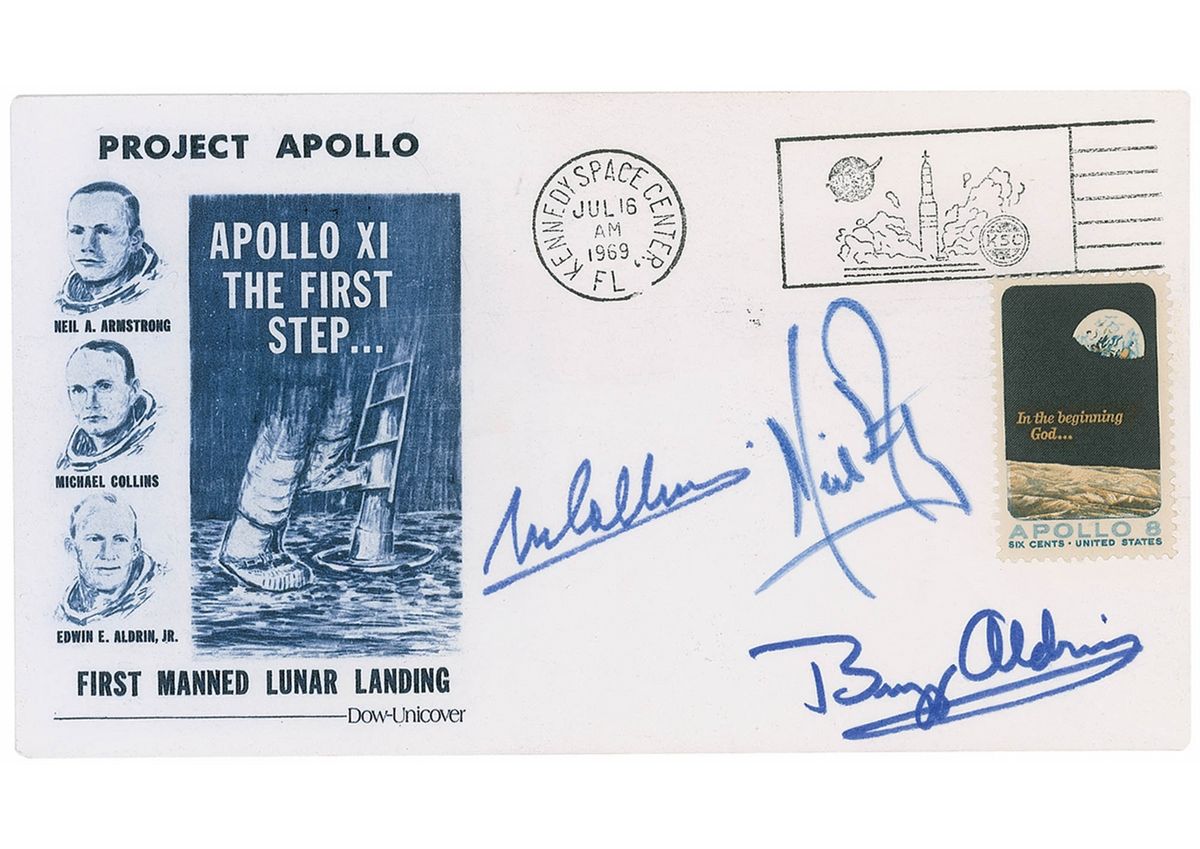 PROJECT APOLLO
NEIL A. ARMSTRONG
MICHAEL COLLINS
EDWIN E. ALDRIN, JR.
APOLLO XI
THE FIRST
STEP...
FIRST MANNED LUNAR LANDING
Dow-Unicover
KENNEDY SPACE CENTER
JUL 16
AM
1969
FL
KSC
In the beginning
God...
APOLLO 8
SIX CENTS • UNITED STATES
M Collins
Neil
Buzz Aldrin